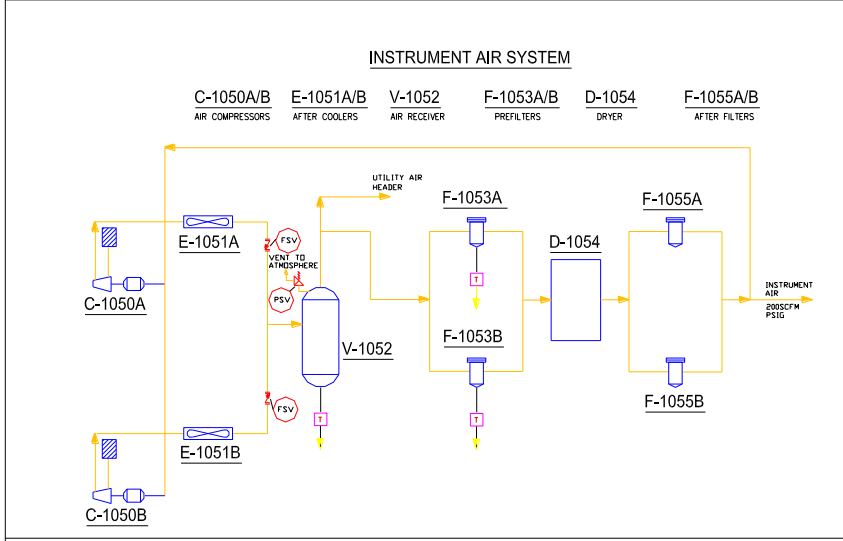 INSTRUMENT AIR SYSTEM
C-1050A/B
AIR COMPRESSORS
E-1051A/B
AFTER COOLERS
V-1052
AIR RECEIVER
F-1053A/B
PREFILTERS
D-1054
DRYER
F-1055A/B
AFTER FILTERS
UTILITY AIR
HEADER
F-1053A
F-1055A
E-1051A
FSV
D-1054
VENT TO
ATMOSPHERE
C-1050A
PSV
T
INSTRUMENT
AIR
200SCFM
PSIG
V-1052
F-1053B
F-1055B
FSV
T
T
E-1051B
C-1050B